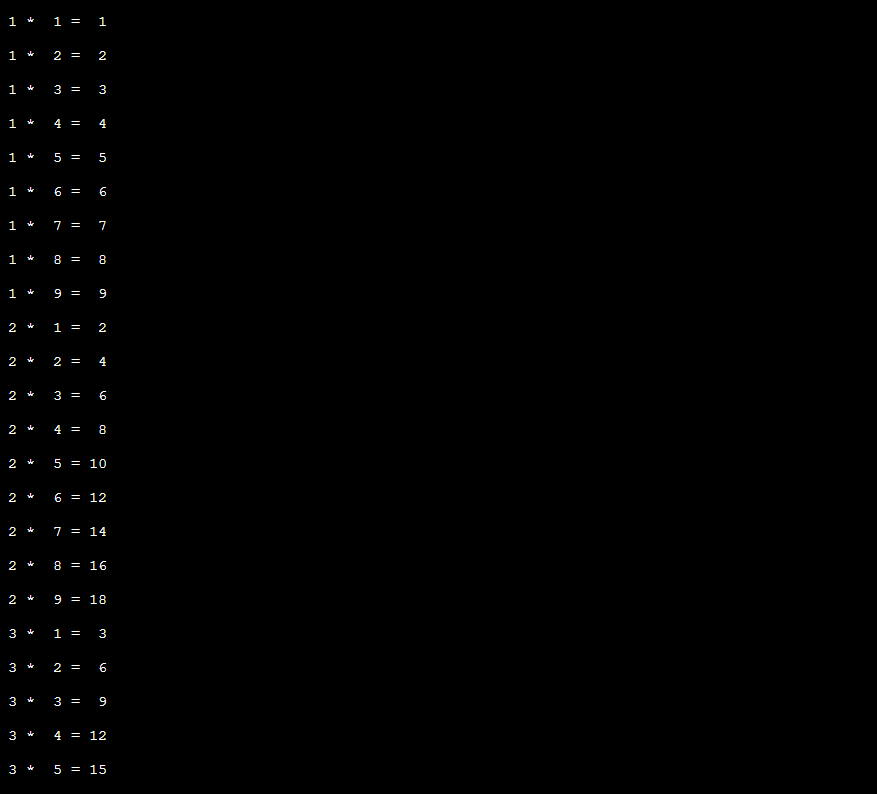 1 *  1 =  1
1 *  2 =  2
1 *  3 =  3
1 *  4 =  4
1 *  5 =  5
1 *  6 =  6
1 *  7 =  7
1 *  8 =  8
1 *  9 =  9
2 *  1 =  2
2 *  2 =  4
2 *  3 =  6
2 *  4 =  8
2 *  5 = 10
2 *  6 = 12
2 *  7 = 14
2 *  8 = 16
2 *  9 = 18
3 *  1 =  3
3 *  2 =  6
3 *  3 =  9
3 *  4 = 12
3 *  5 = 15